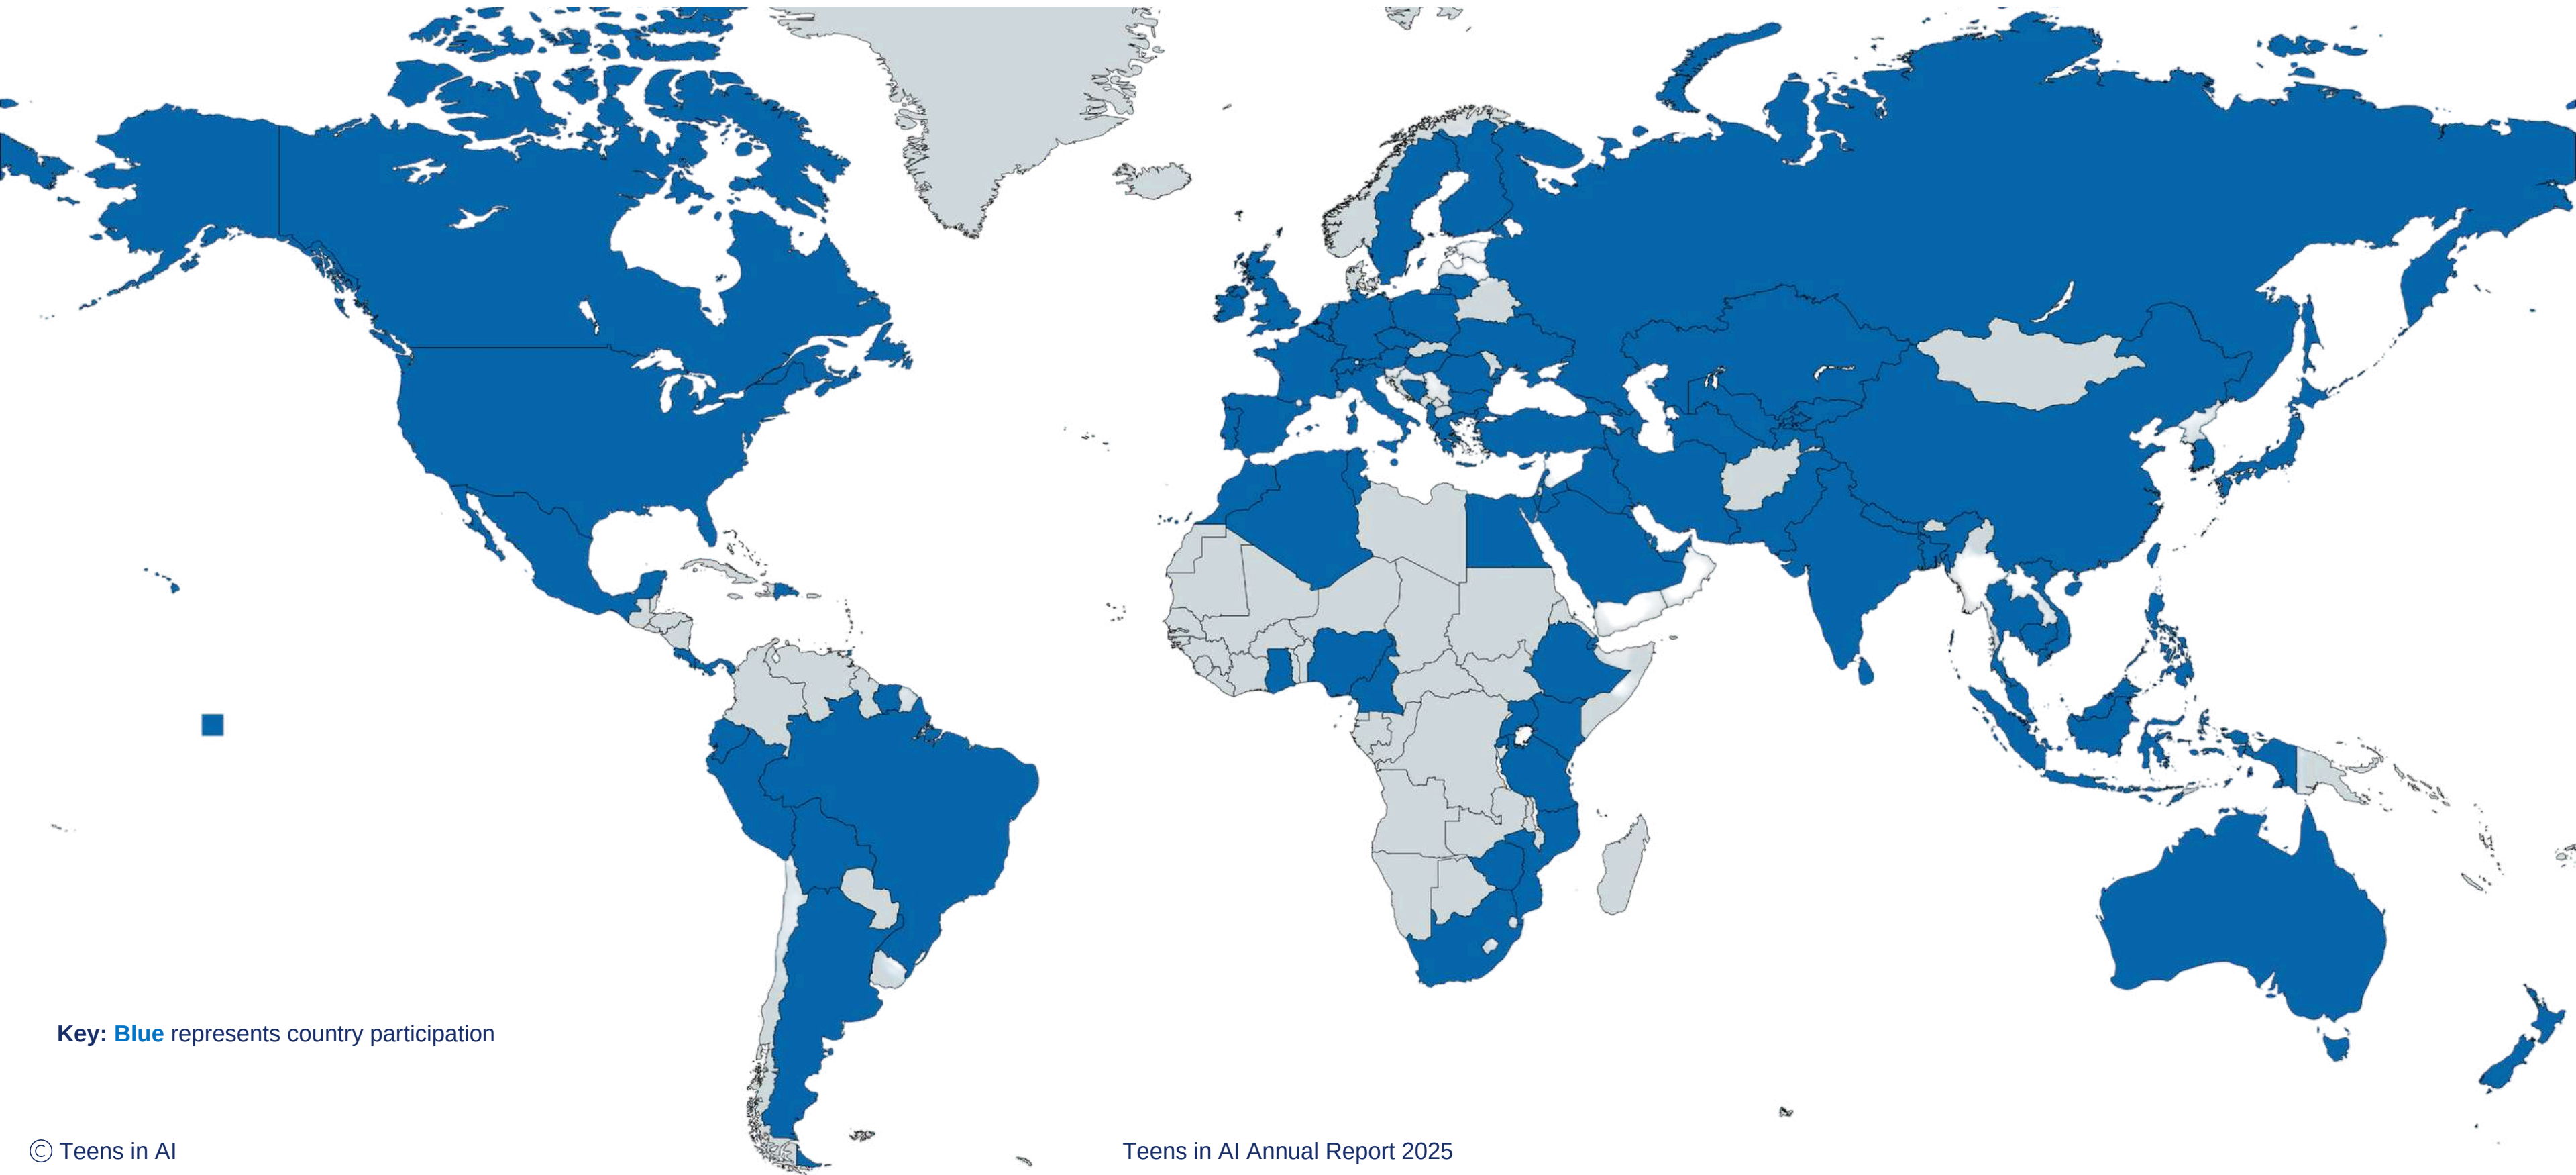 Key: Blue represents country participation
© Teens in AI
Teens in AI Annual Report 2025